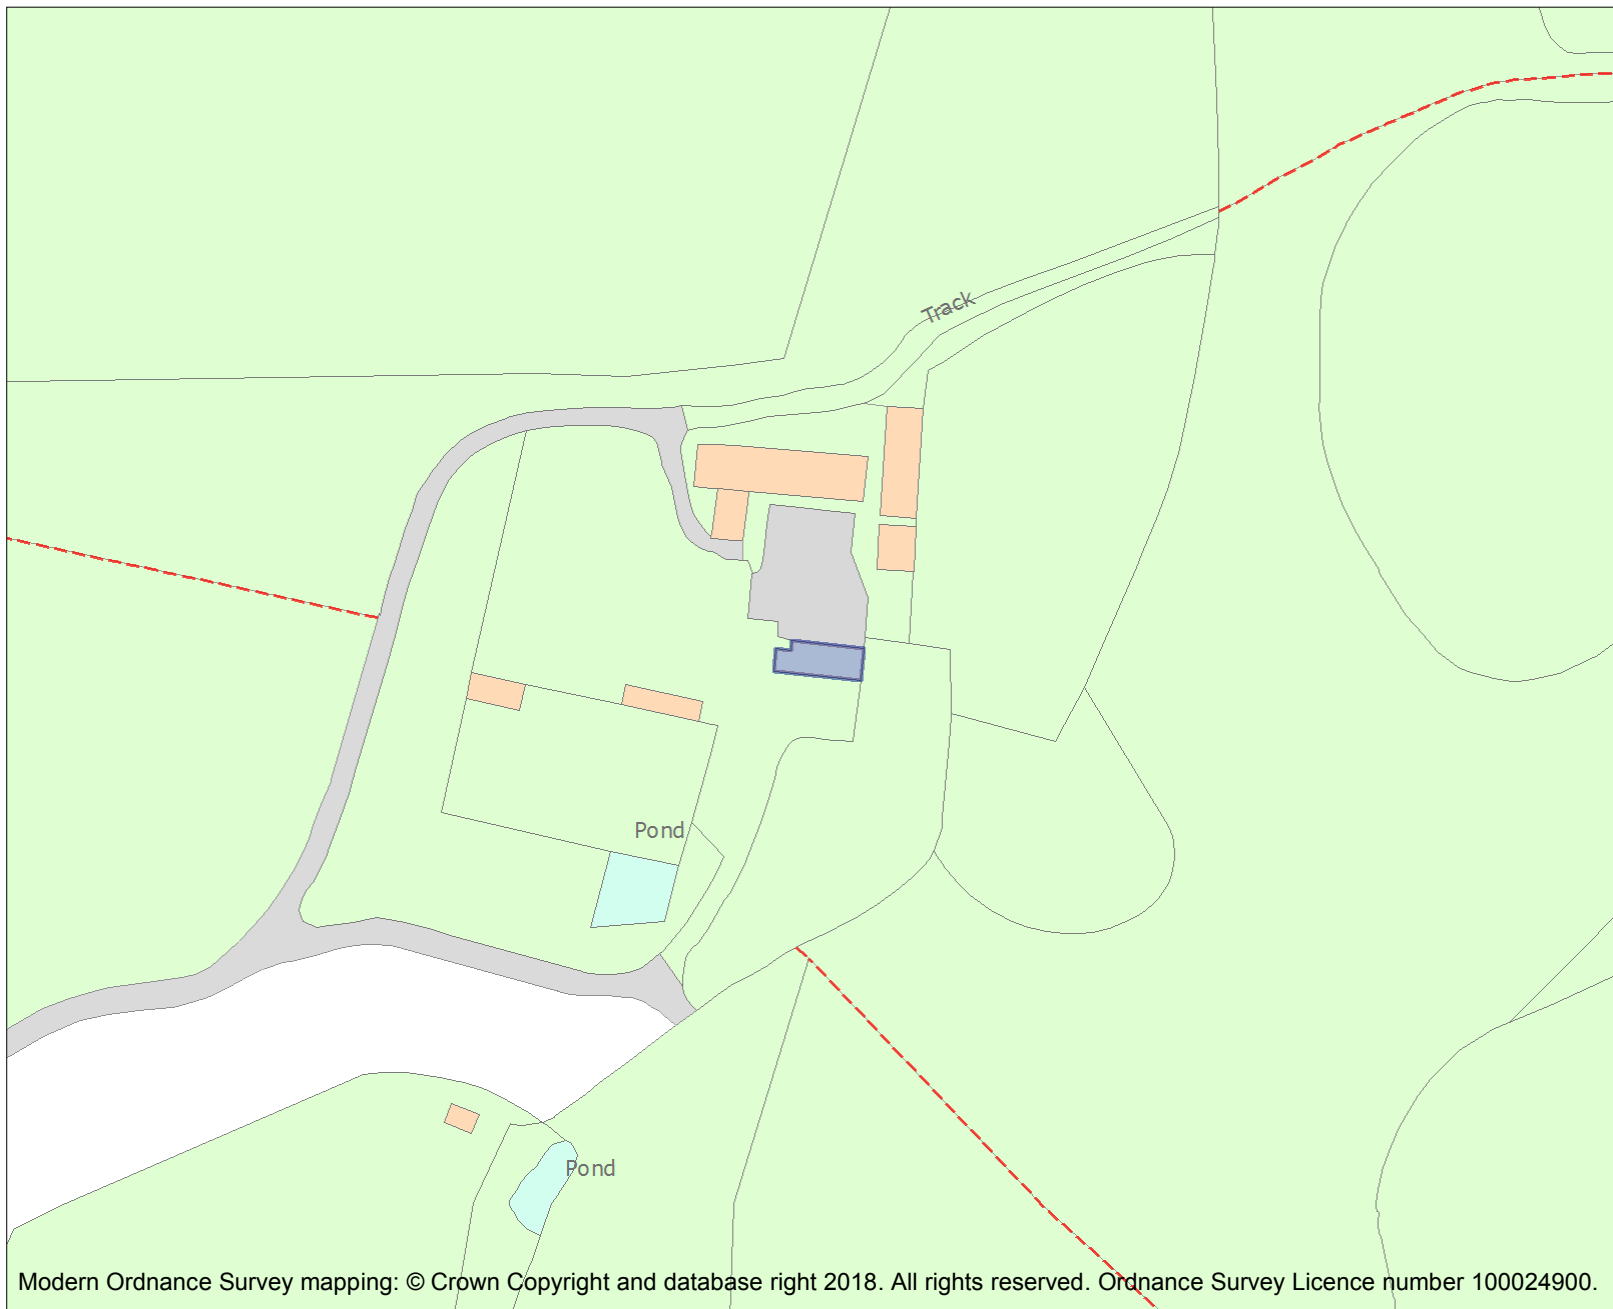 Track
Pond
Pond
Modern Ordnance Survey mapping: © Crown Copyright and database right 2018. All rights reserved. Ordnance Survey Licence number 100024900.